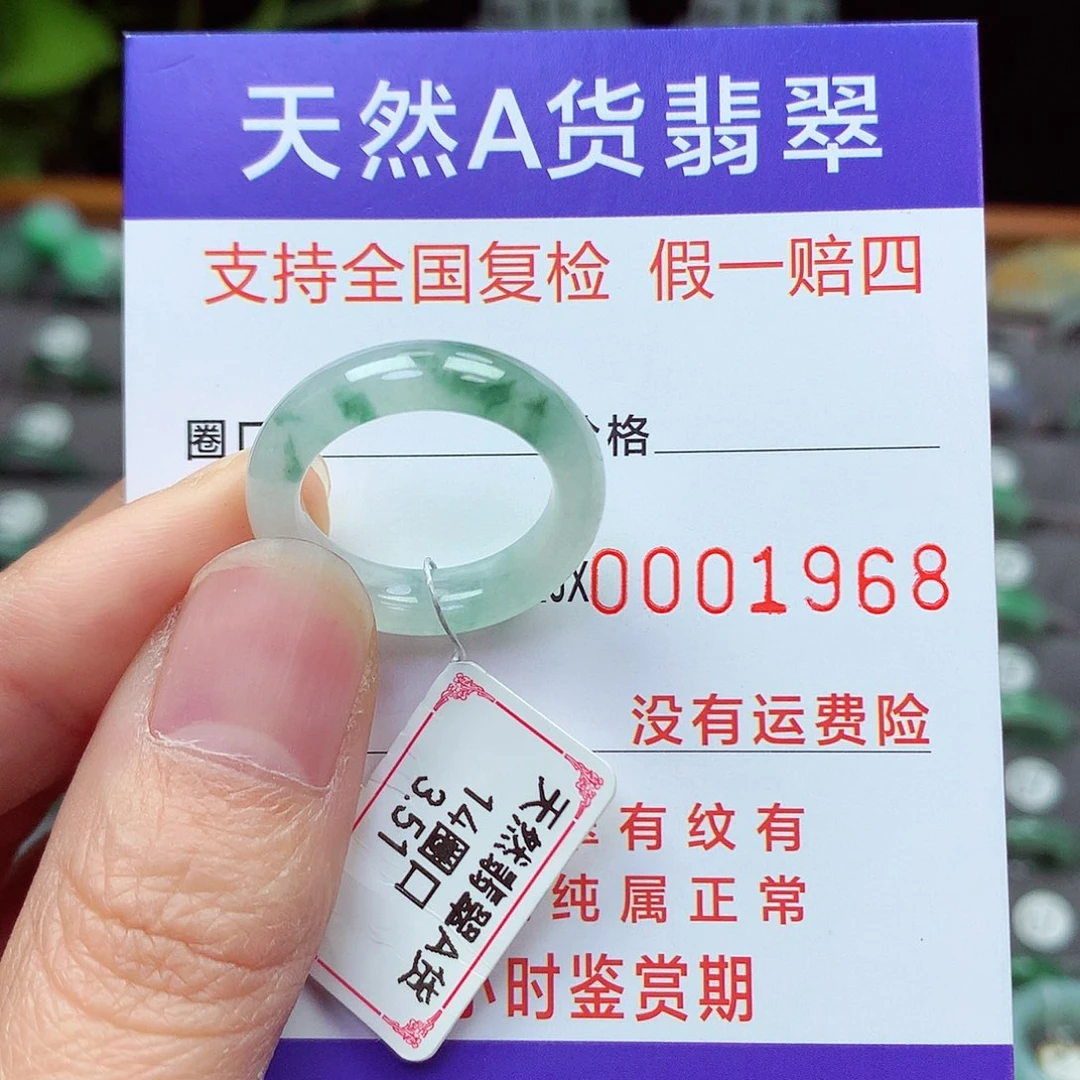 天然A货翡翠
支持全国复检 假一赔四
圈口 价格
0001968
没有运费险
有纹有
纯属正常
小时鉴赏期
天然翡翠A货
14圈口
3.51